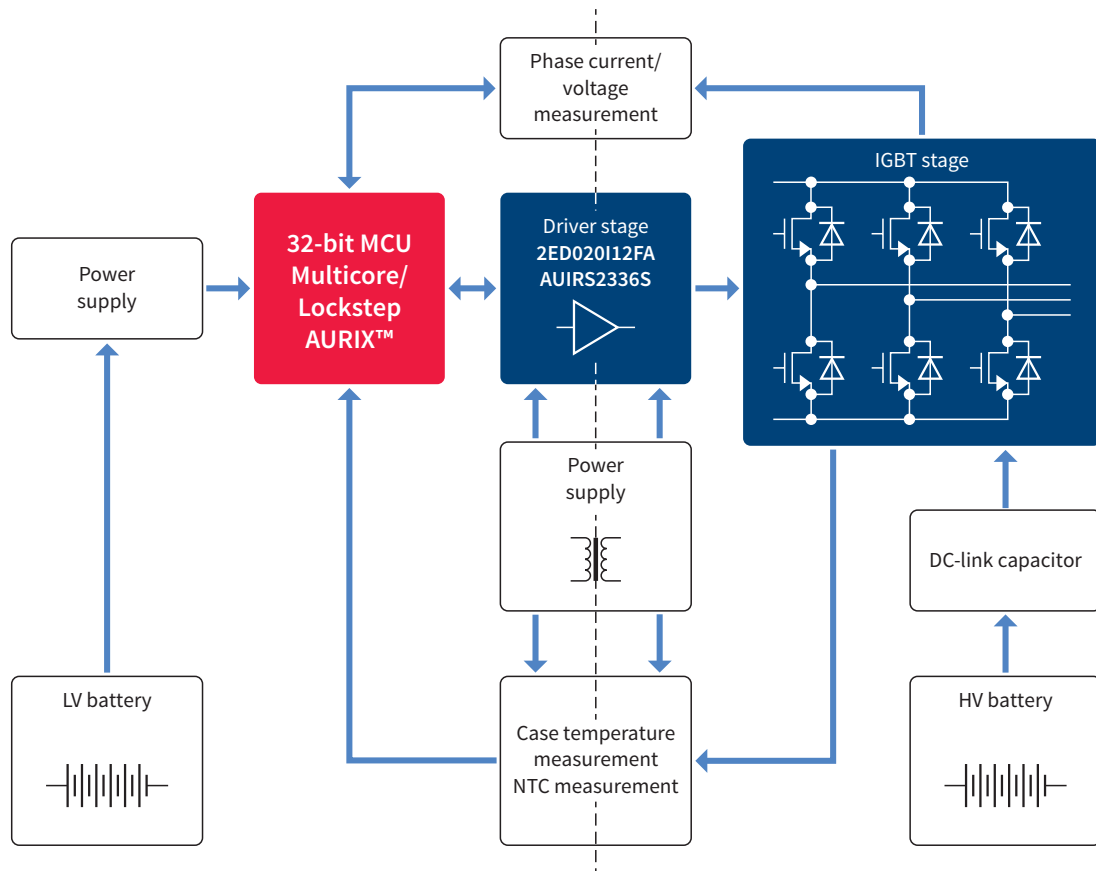 Phase current/
voltage
measurement
IGBT stage
Power
supply
32-bit MCU
Multicore/
Lockstep
AURIX™
Driver stage
2ED020I12FA
AUIRS2336S
Power
supply
DC-link capacitor
LV battery
Case temperature
measurement
NTC measurement
HV battery